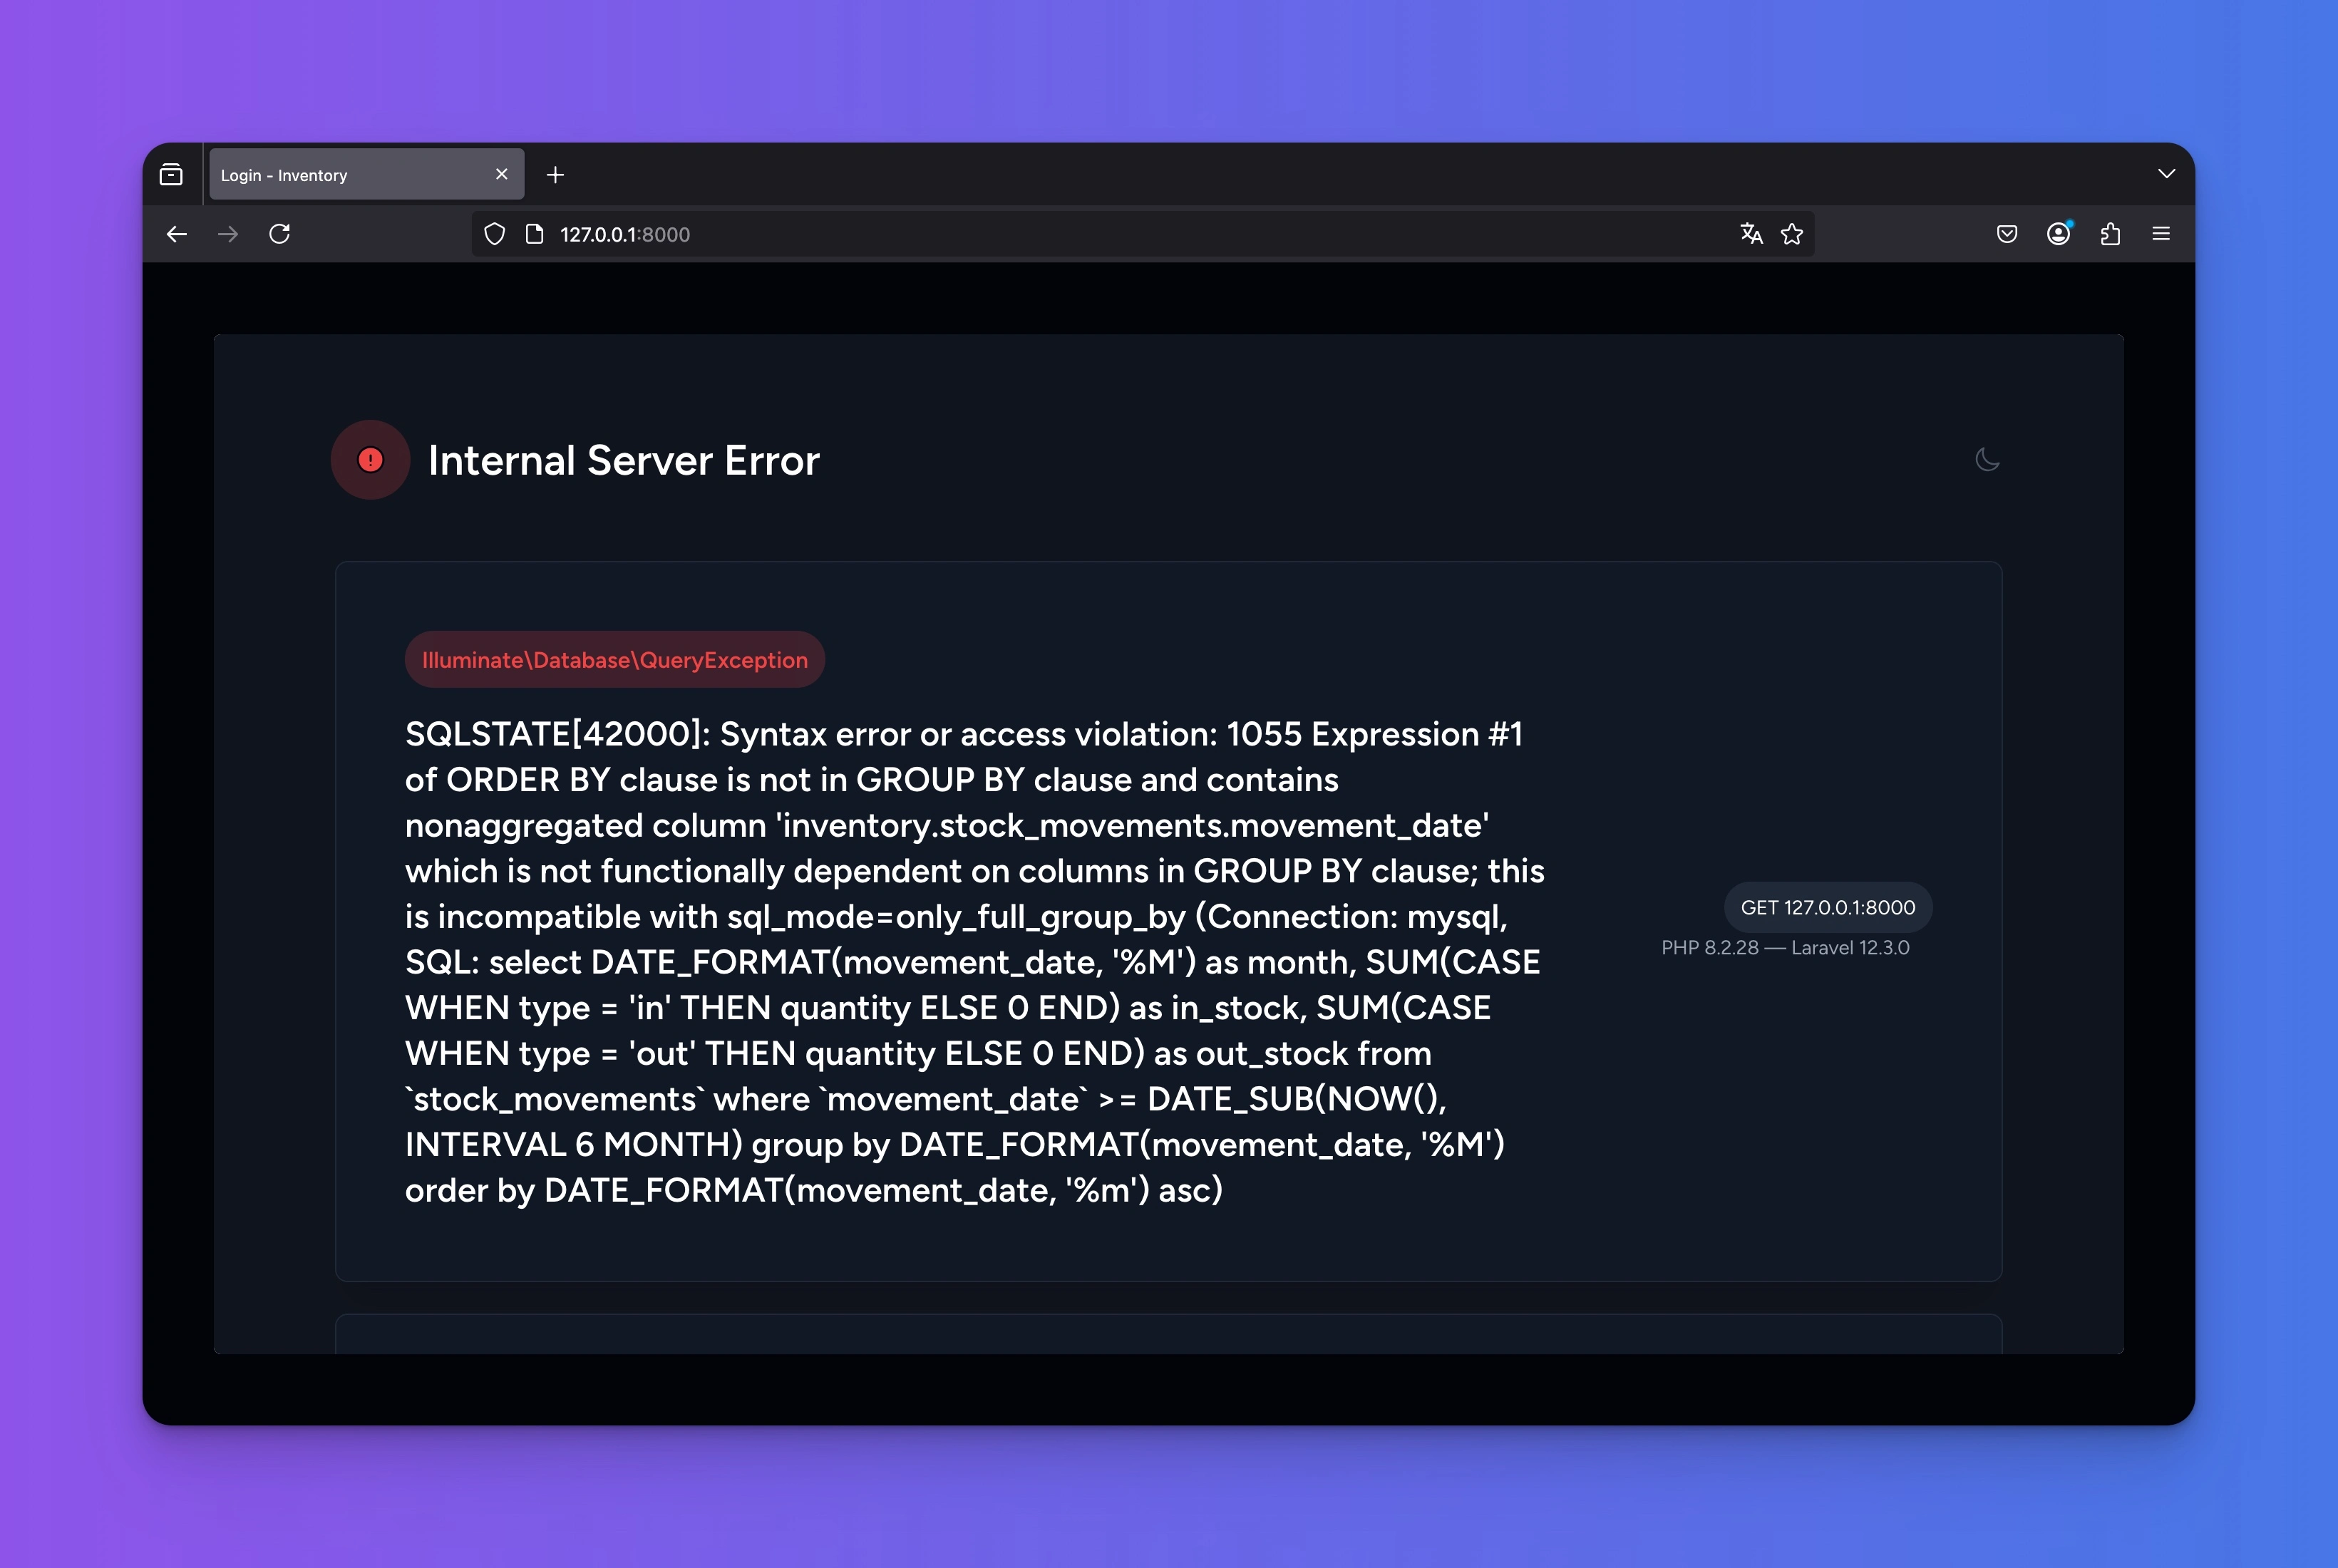 Login - Inventory
127.0.0.1:8000
Internal Server Error
Illuminate\Database\QueryException
SQLSTATE[42000]: Syntax error or access violation: 1055 Expression #1
of ORDER BY clause is not in GROUP BY clause and contains
nonaggregated column 'inventory.stock_movements.movement_date'
which is not functionally dependent on columns in GROUP BY clause; this
is incompatible with sql_mode=only_full_group_by (Connection: mysql,
SQL: select DATE_FORMAT(movement_date, '%M') as month, SUM(CASE
WHEN type = 'in' THEN quantity ELSE 0 END) as in_stock, SUM(CASE
WHEN type = 'out' THEN quantity ELSE 0 END) as out_stock from
`stock_movements` where `movement_date` >= DATE_SUB(NOW(),
INTERVAL 6 MONTH) group by DATE_FORMAT(movement_date, '%M')
order by DATE_FORMAT(movement_date, '%m') asc)
GET 127.0.0.1:8000
PHP 8.2.28 — Laravel 12.3.0